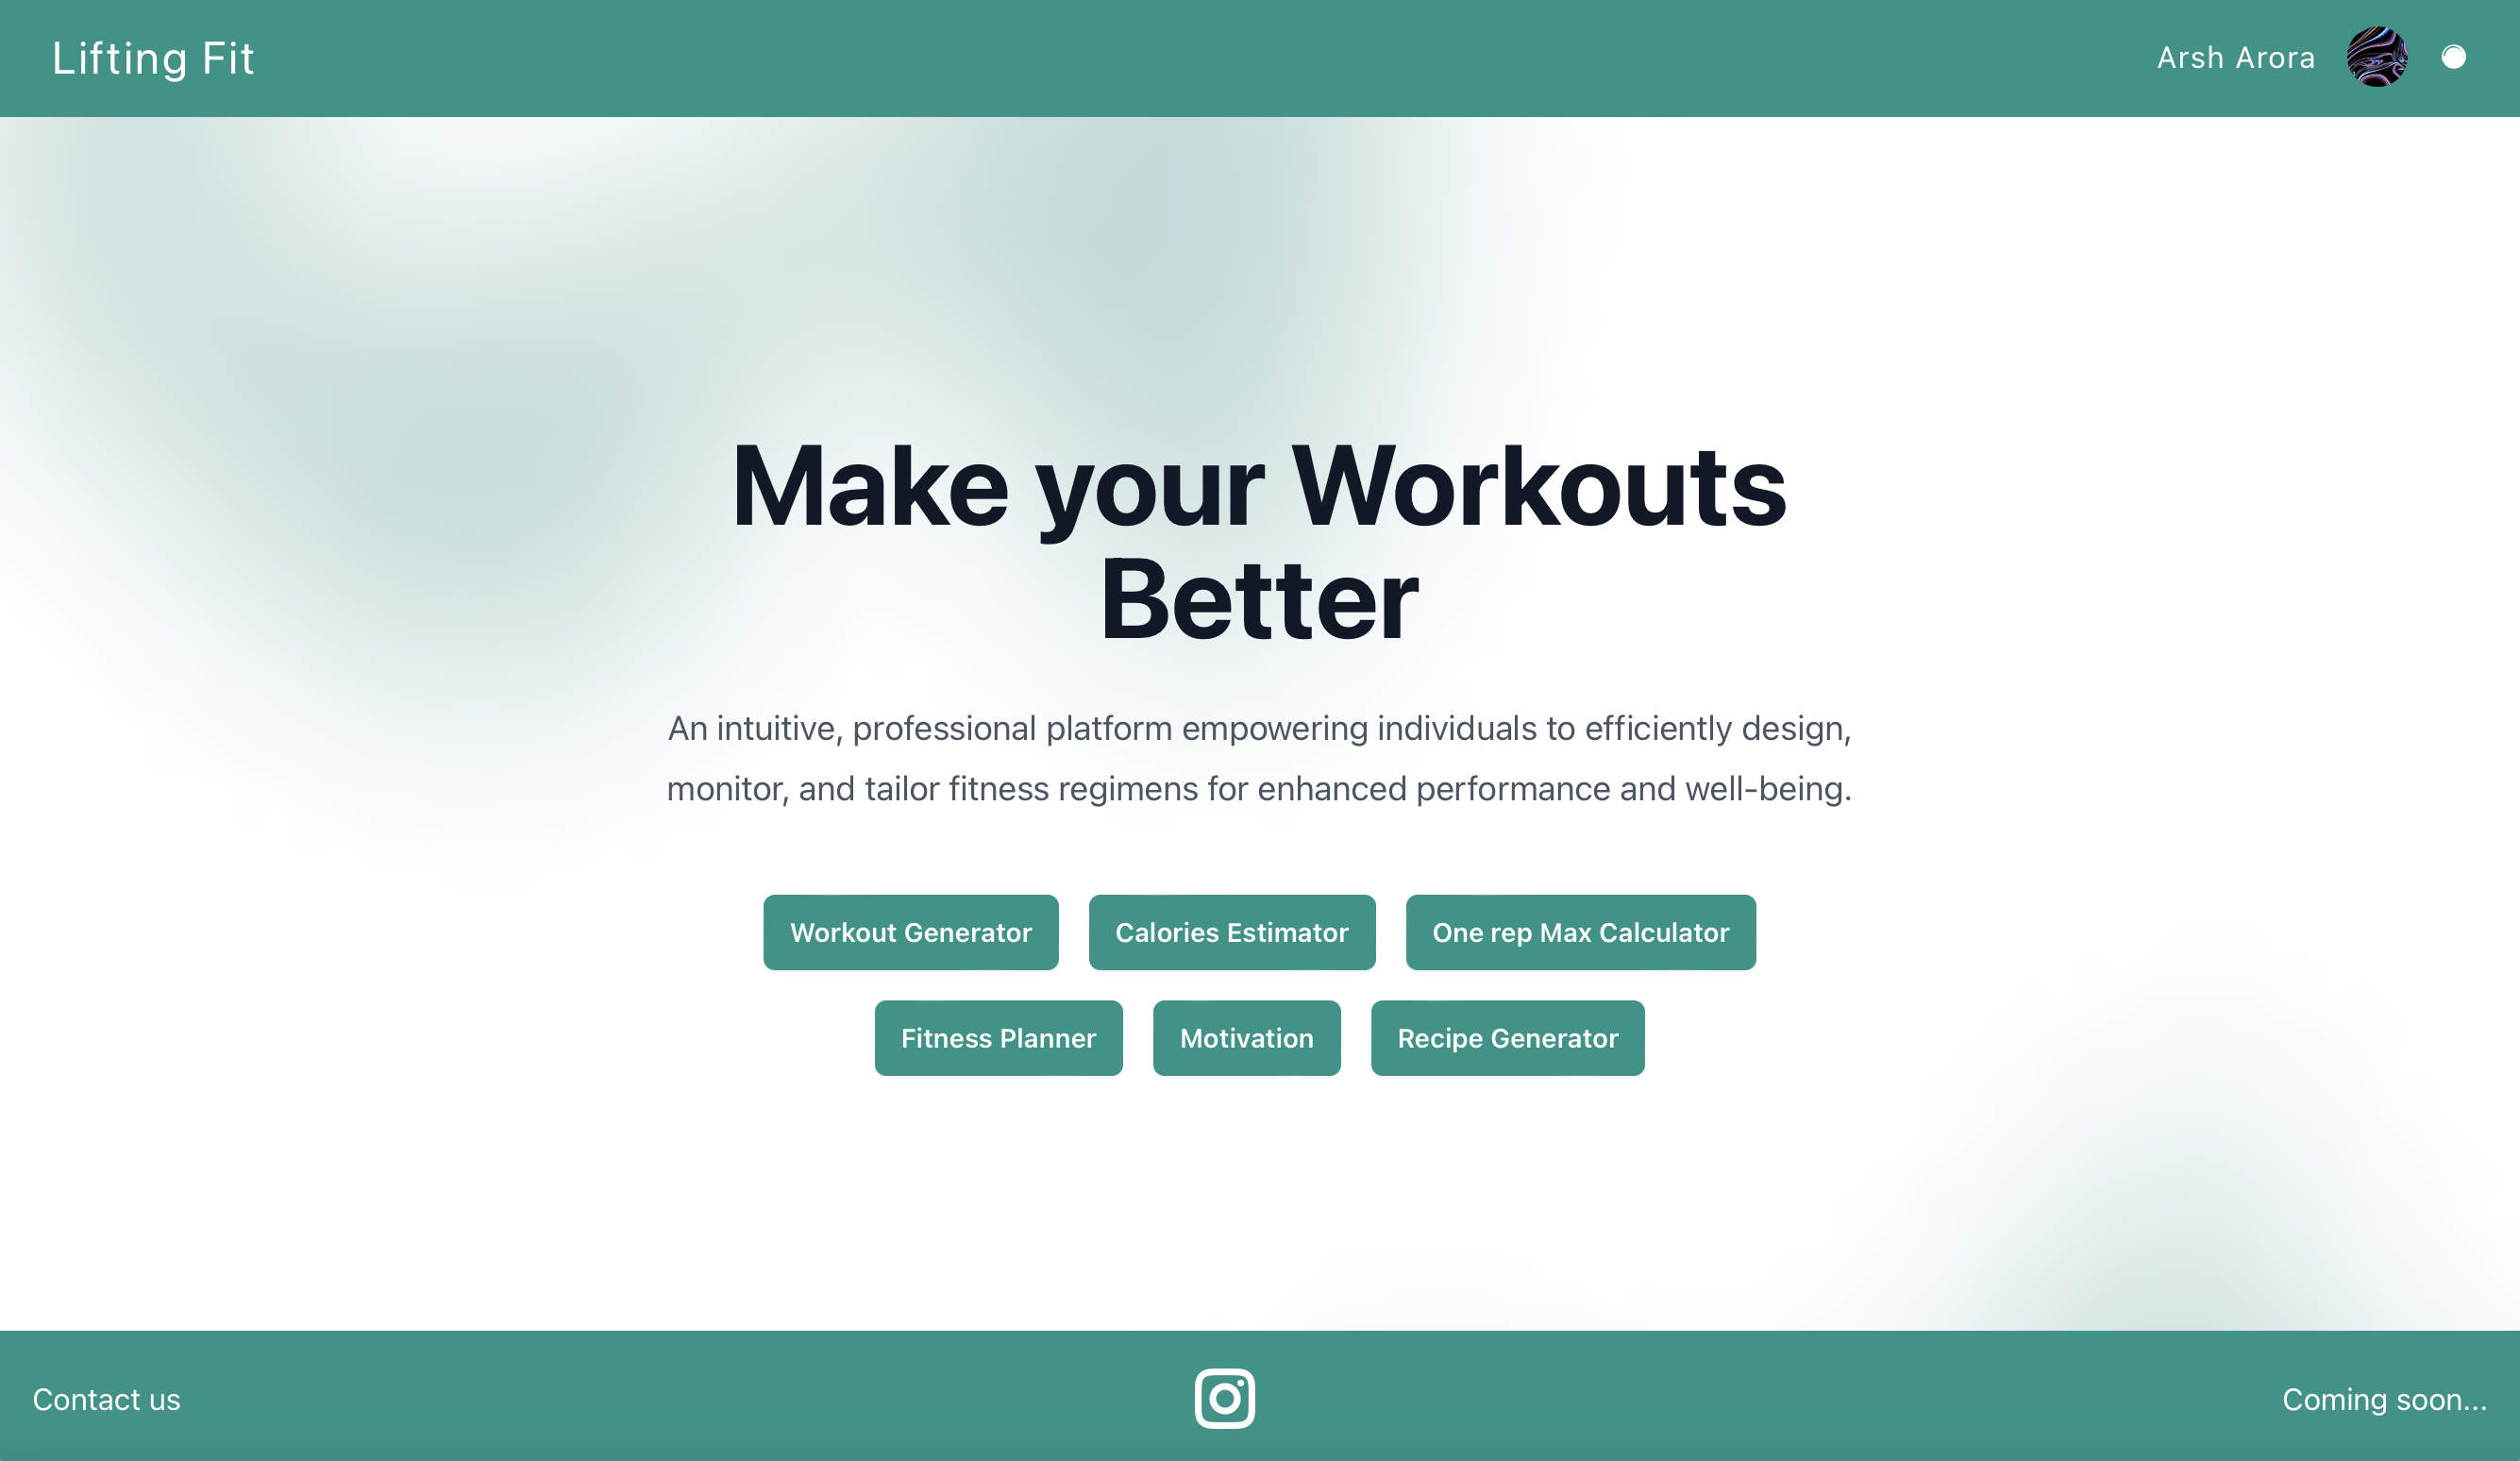 Lifting Fit
Arsh Arora
Make your Workouts
Better
An intuitive, professional platform empowering individuals to efficiently design,
monitor, and tailor fitness regimens for enhanced performance and well-being.
Workout Generator
Calories Estimator
One rep Max Calculator
Fitness Planner
Motivation
Recipe Generator
Contact us
Coming soon...